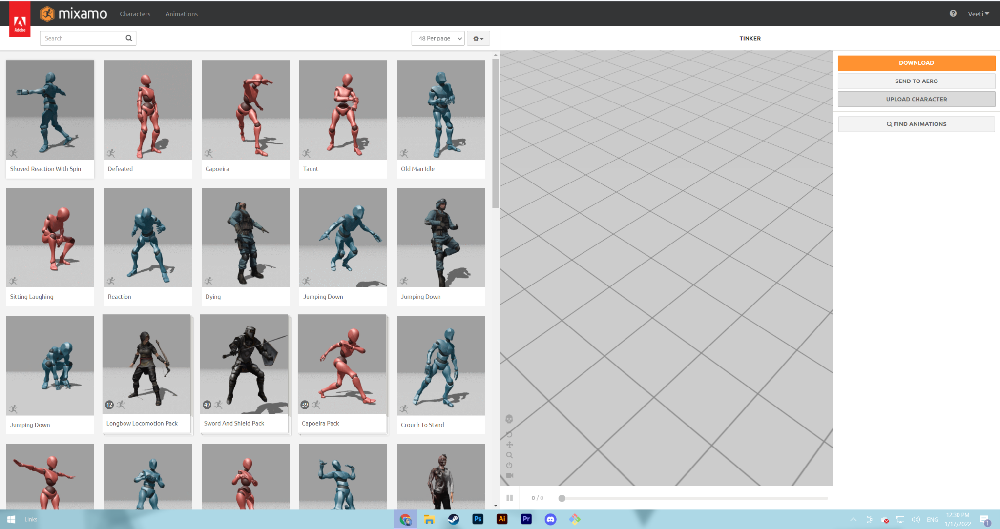 Adobe
mixamo
Characters
Animations
Veeti
Search
48 Per page
TINKER
DOWNLOAD
SEND TO AERO
UPLOAD CHARACTER
FIND ANIMATIONS
Shoved Reaction With Spin
Defeated
Capoeira
Taunt
Old Man Idle
Sitting Laughing
Reaction
Dying
Jumping Down
Jumping Down
12
49
39
Jumping Down
Longbow Locomotion Pack
Sword And Shield Pack
Capoeira Pack
Crouch To Stand
0 / 0
Links
Ps
Ai
Pr
ENG
12:30 PM
1/17/2022
1